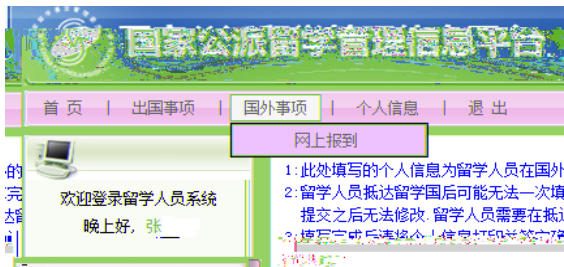 国家公派留学管理信息平台
首 页 | 出国事项 | 国外事项 | 个人信息 | 退 出
网上报到
欢迎登录留学人员系统
晚上好，张
1:此处填写的个人信息为留学人员在国外
2:留学人员抵达留学国后可能无法一次填
提交之后无法修改.留学人员需要在抵